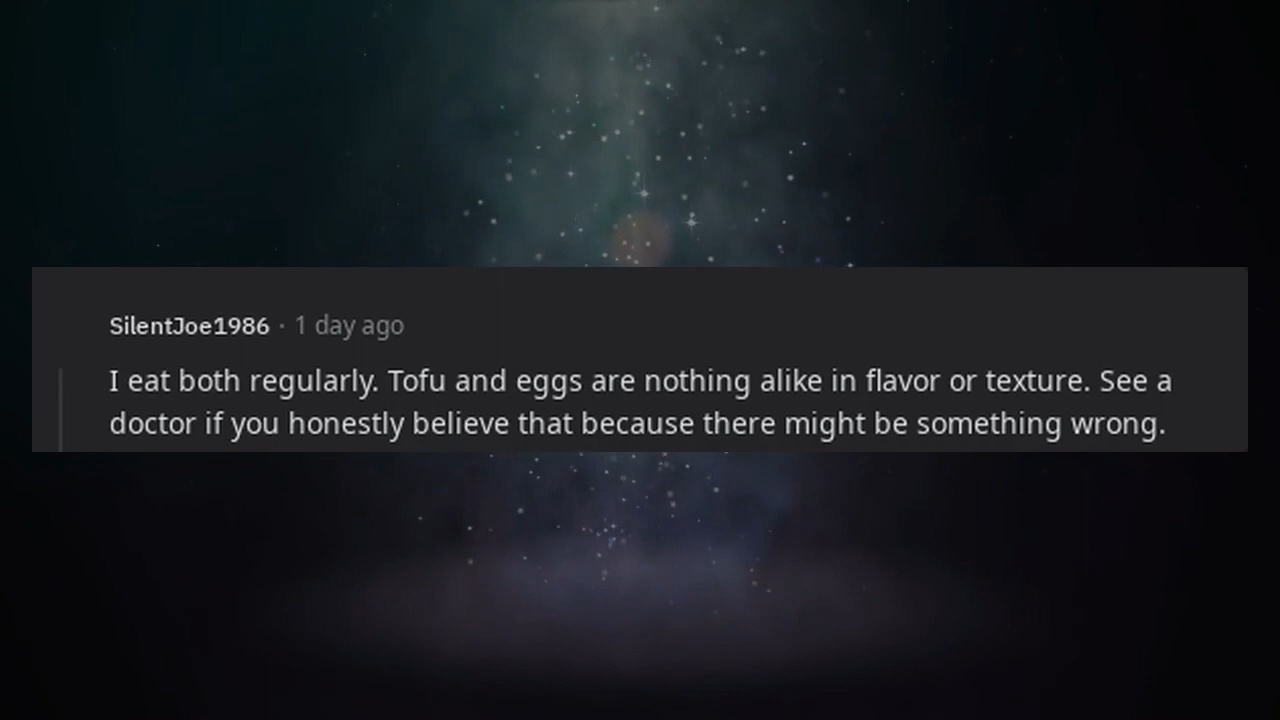 SilentJoe1986 · 1 day ago
I eat both regularly. Tofu and eggs are nothing alike in flavor or texture. See a
doctor if you honestly believe that because there might be something wrong.